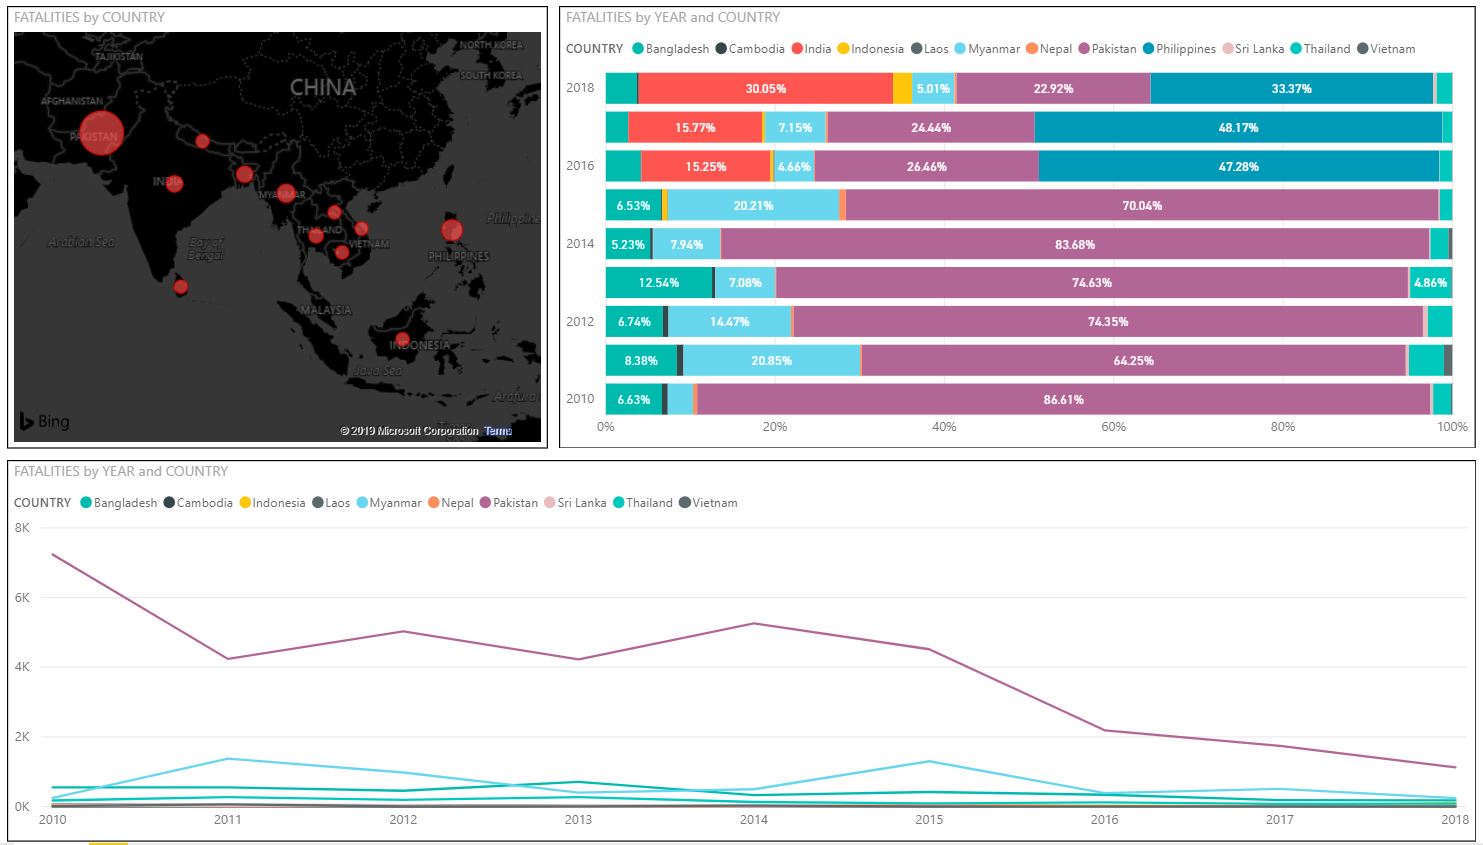 FATALITIES by COUNTRY
NORTH KOREA
TAJIKISTAN
SOUTH KOREA
CHINA
AFGHANISTAN
PAKISTAN
INDIA
MYANMAR
Philippine
THAILAND
Arabian Sea
Bay of
Bengal
VIETNAM
PHILIPPINES
MALAYSIA
INDONESIA
Java Sea
Arafura
Bing
© 2019 Microsoft Corporation Terms
FATALITIES by YEAR and COUNTRY
COUNTRY Bangladesh Cambodia India Indonesia Laos Myanmar Nepal Pakistan Philippines Sri Lanka Thailand Vietnam
2018 30.05% 5.01% 22.92% 33.37%
15.77% 7.15% 24.44% 48.17%
2016 15.25% 4.66% 26.46% 47.28%
6.53% 20.21% 70.04%
2014 5.23% 7.94% 83.68%
12.54% 7.08% 74.63% 4.86%
2012 6.74% 14.47% 74.35%
8.38% 20.85% 64.25%
2010 6.63% 86.61%
0% 20% 40% 60% 80% 100%
FATALITIES by YEAR and COUNTRY
COUNTRY Bangladesh Cambodia Indonesia Laos Myanmar Nepal Pakistan Sri Lanka Thailand Vietnam
8K
6K
4K
2K
0K
2010 2011 2012 2013 2014 2015 2016 2017 2018